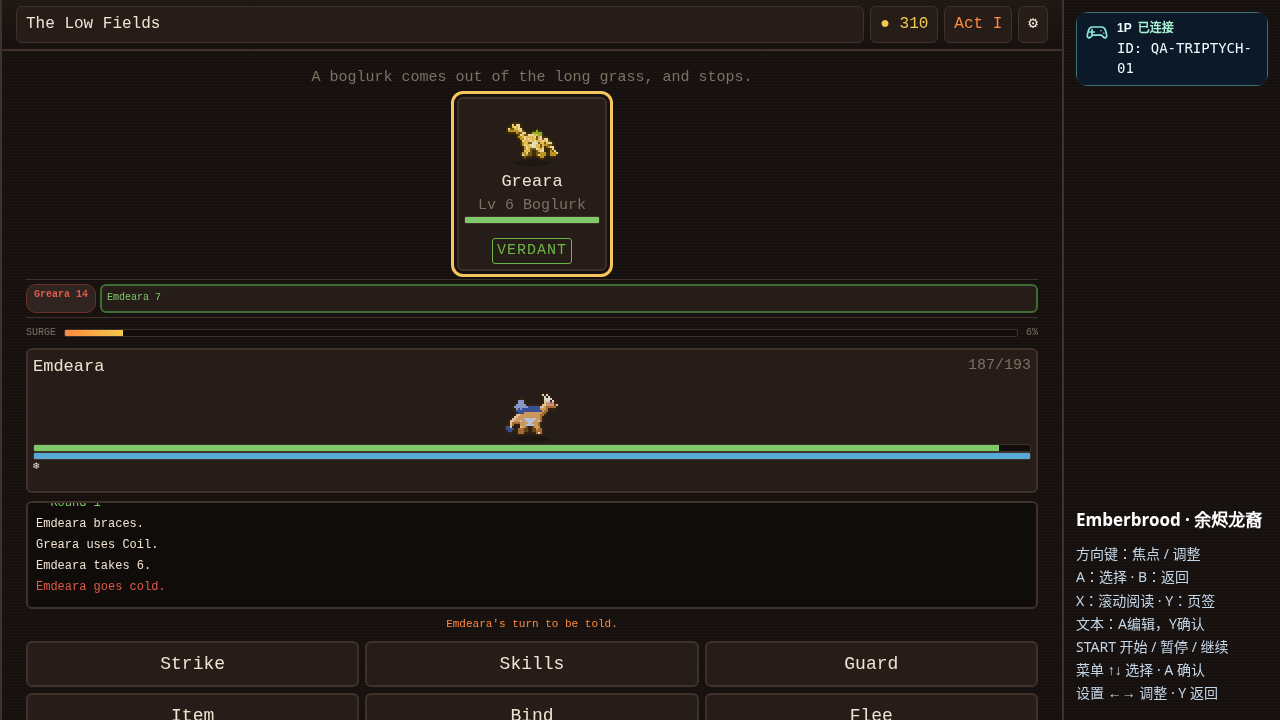 The Low Fields
● 310
Act I
⚙
A boglurk comes out of the long grass, and stops.
Greara
Lv 6 Boglurk
VERDANT
Greara 14
Emdeara 7
SURGE
6%
Emdeara
187/193
❄
Round 1
Emdeara braces.
Greara uses Coil.
Emdeara takes 6.
Emdeara goes cold.
Emdeara's turn to be told.
Strike
Skills
Guard
Item
Bind
Flee
1P 已连接
ID: QA-TRIPTYCH-
01
Emberbrood · 余烬龙裔
方向键：焦点 / 调整
A：选择 · B：返回
X：滚动阅读 · Y：页签
文本：A编辑，Y确认
START 开始 / 暂停 / 继续
菜单 ↑↓ 选择 · A 确认
设置 ←→ 调整 · Y 返回